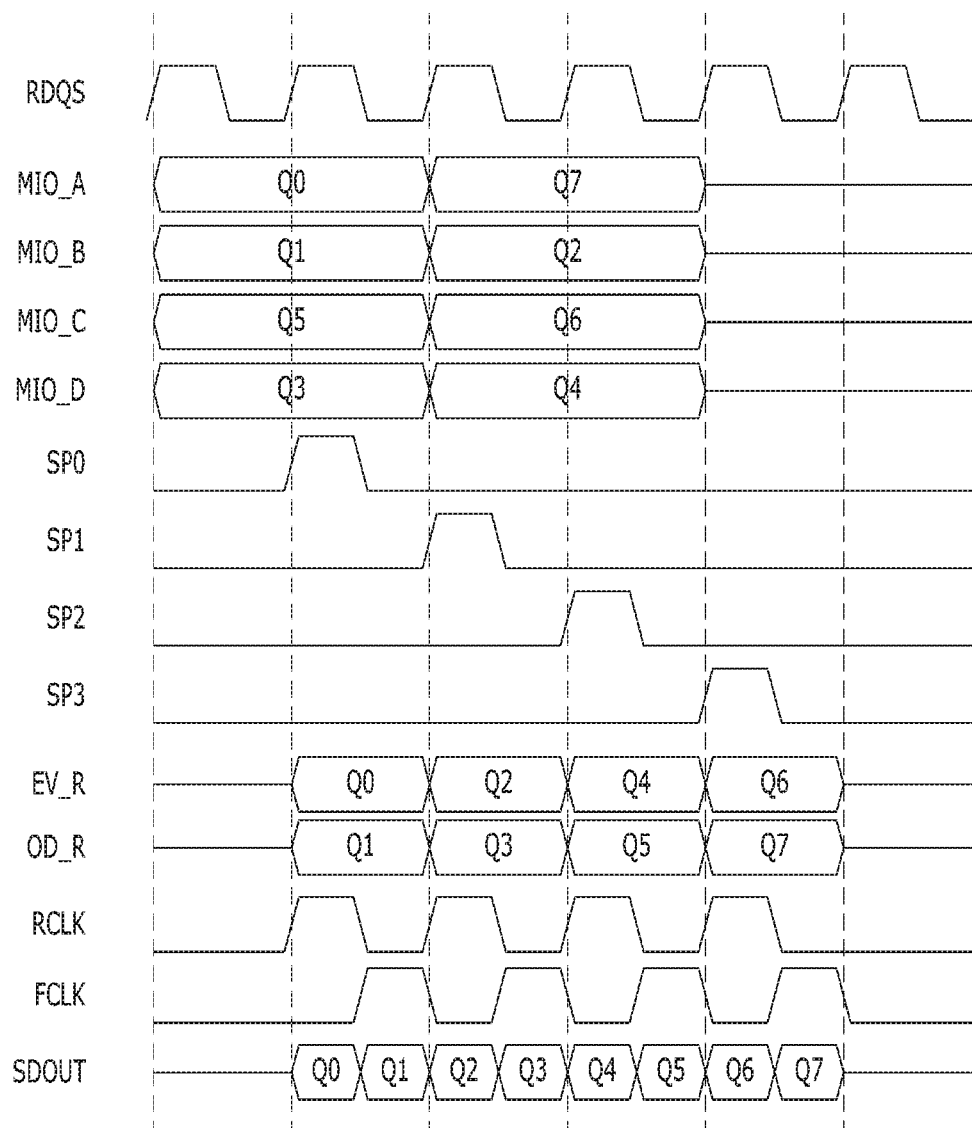 RDQS
MIO_A Q0 Q7
MIO_B Q1 Q2
MIO_C Q5 Q6
MIO_D Q3 Q4
SP0
SP1
SP2
SP3
EV_R Q0 Q2 Q4 Q6
OD_R Q1 Q3 Q5 Q7
RCLK
FCLK
SDOUT Q0 Q1 Q2 Q3 Q4 Q5 Q6 Q7